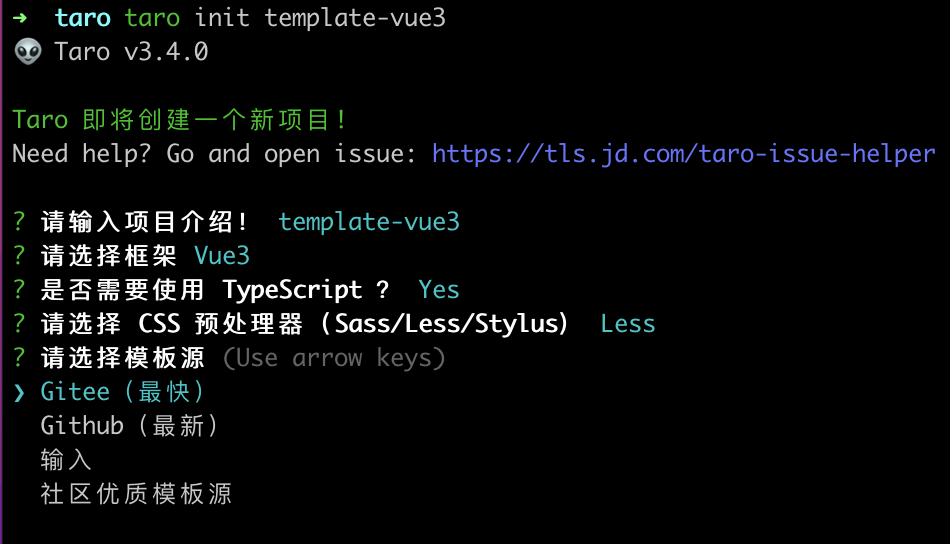 ➜ taro taro init template-vue3
👽 Taro v3.4.0
Taro 即将创建一个新项目!
Need help? Go and open issue: https://tls.jd.com/taro-issue-helper
? 请输入项目介绍! template-vue3
? 请选择框架 Vue3
? 是否需要使用 TypeScript ? Yes
? 请选择 CSS 预处理器（Sass/Less/Stylus） Less
? 请选择模板源 (Use arrow keys)
❯ Gitee（最快）
Github（最新）
输入
社区优质模板源